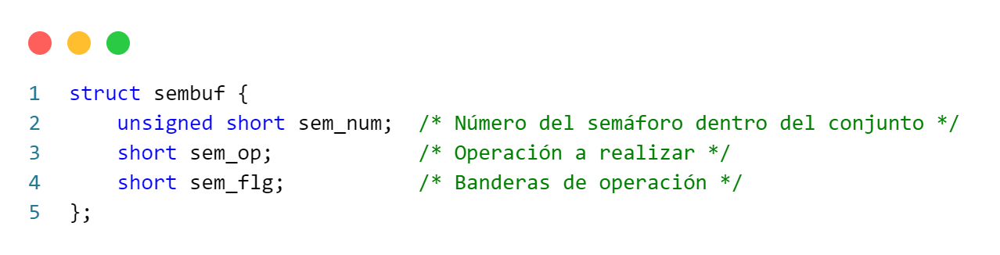 1 struct sembuf {
2 unsigned short sem_num; /* Número del semáforo dentro del conjunto */
3 short sem_op; /* Operación a realizar */
4 short sem_flg; /* Banderas de operación */
5 };